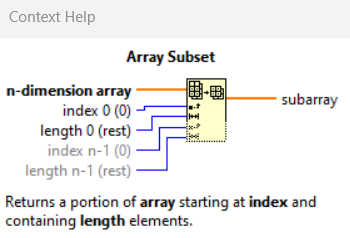 Context Help
Array Subset
n-dimension array
index 0 (0)
length 0 (rest)
index n-1 (0)
length n-1 (rest)
subarray
Returns a portion of array starting at index and
containing length elements.